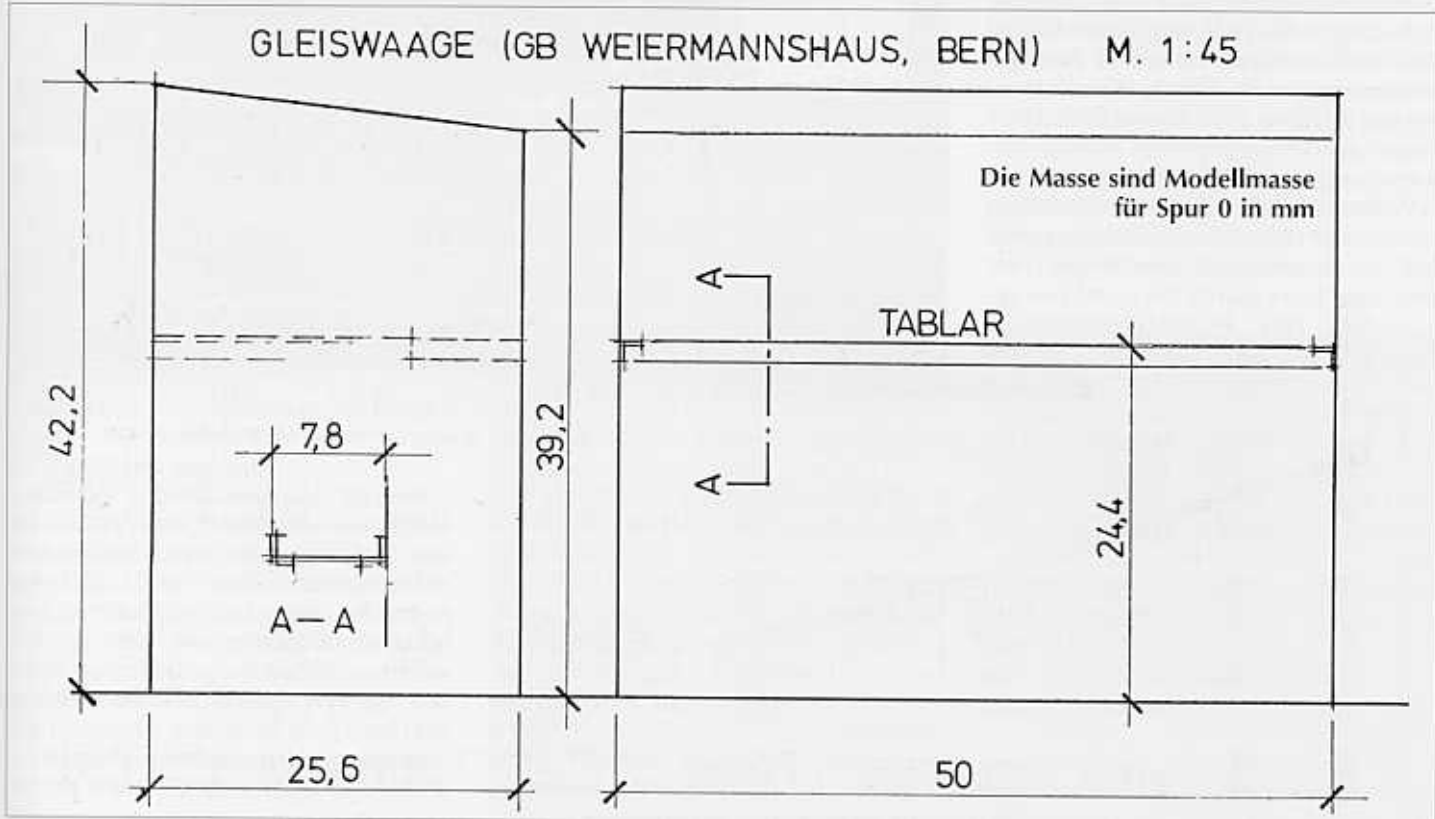 GLEISWAAGE (GB WEIERMANNSHAUS, BERN) M. 1:45
Die Masse sind Modellmasse
für Spur 0 in mm
A
TABLAR
42,2
7,8
39,2
A
24,4
A–A
25,6
50